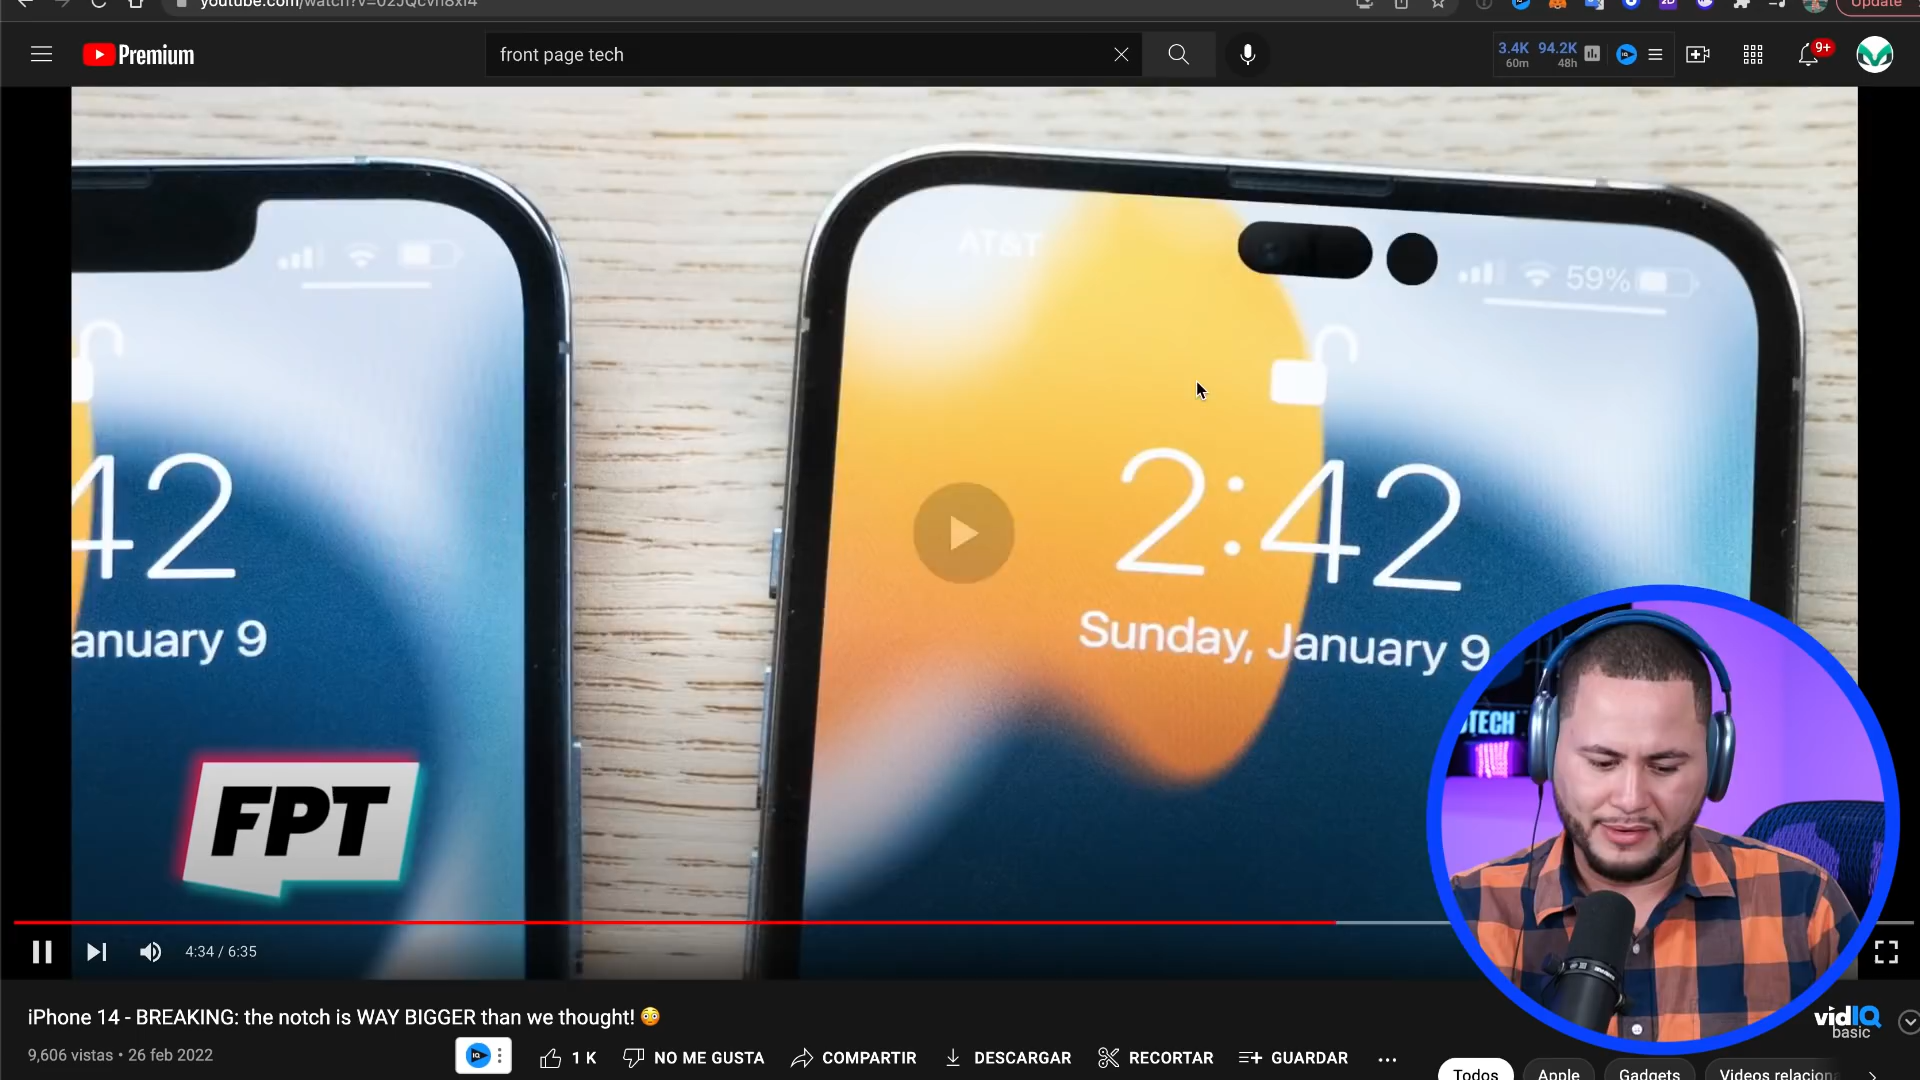 Update
Premium
front page tech
3.4K 94.2K
60m 48h
9+
AT&T
59%
42
2:42
anuary 9
Sunday, January 9
TECH
FPT
4:34 / 6:35
iPhone 14 - BREAKING: the notch is WAY BIGGER than we thought! 😳
vidIQ
basic
9,606 vistas • 26 feb 2022
1 K
NO ME GUSTA
COMPARTIR
DESCARGAR
RECORTAR
GUARDAR
Todos
Apple
Gadgets
Videos relacion